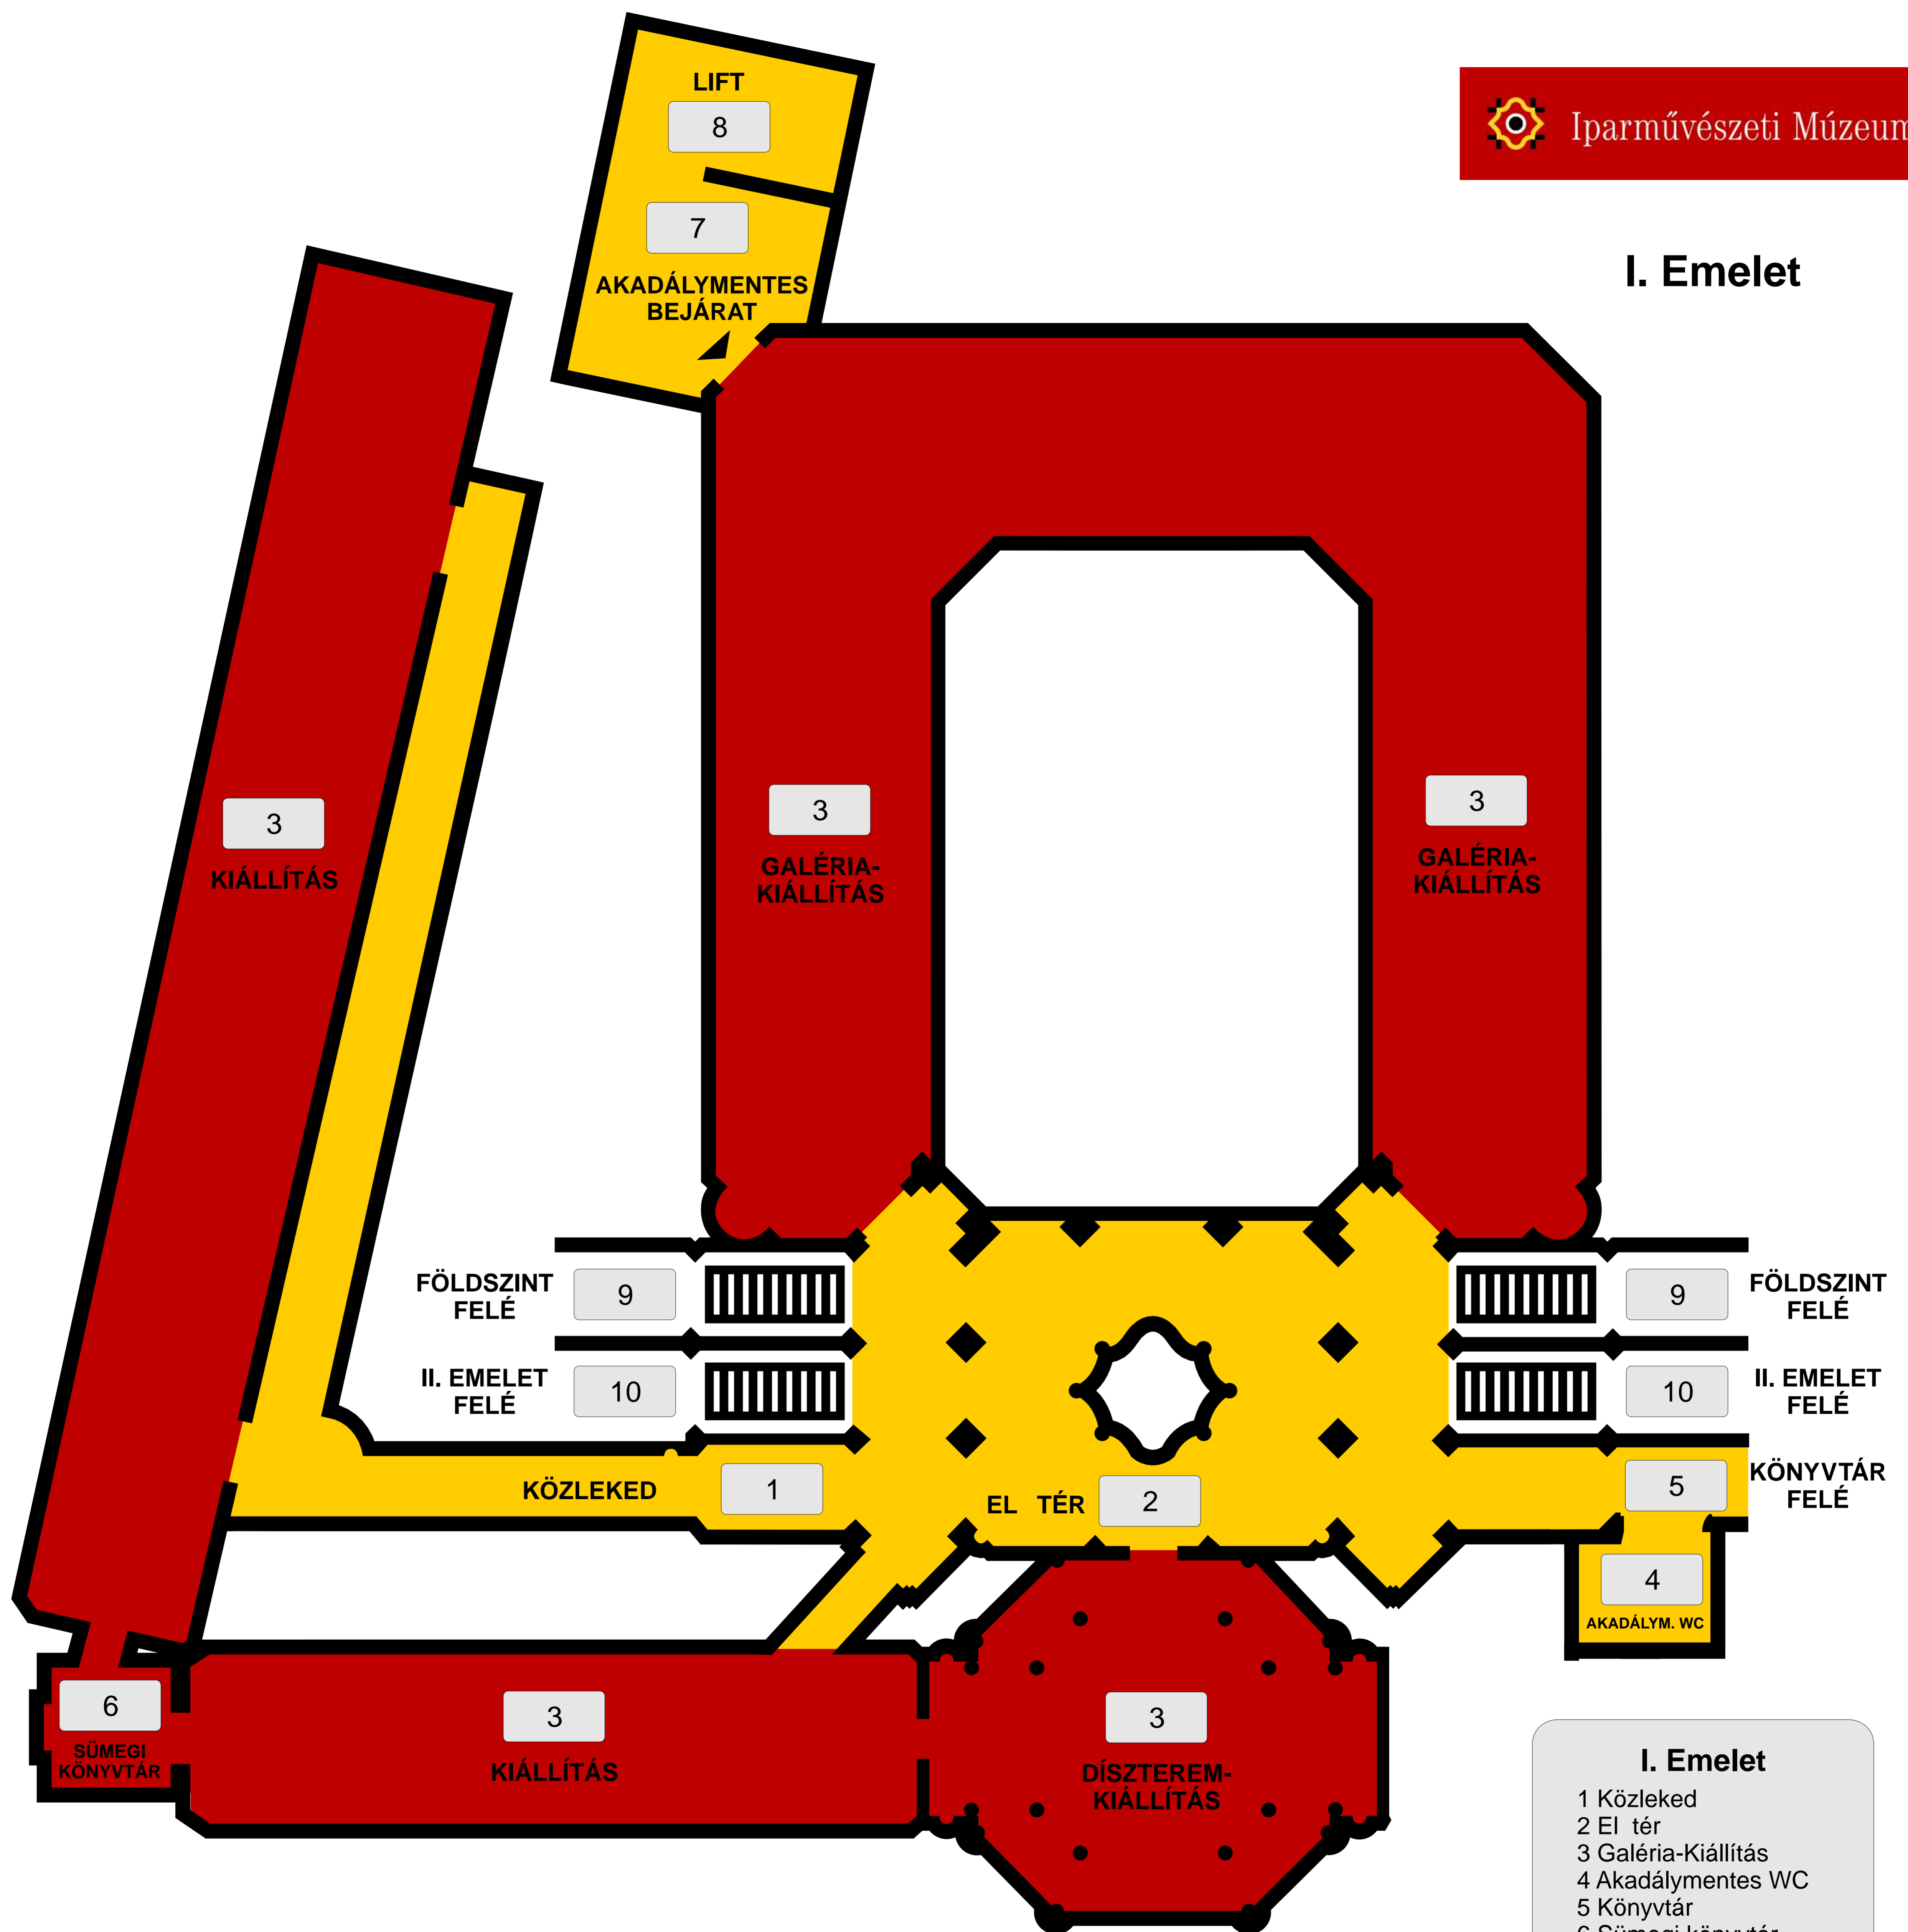 LIFT
8
7
AKADÁLYMENTES
BEJÁRAT
Iparművészeti Múzeum
I. Emelet
3
KIÁLLÍTÁS
3
GALÉRIA-
KIÁLLÍTÁS
3
GALÉRIA-
KIÁLLÍTÁS
FÖLDSZINT
FELÉ
9
II. EMELET
FELÉ
10
9
FÖLDSZINT
FELÉ
10
II. EMELET
FELÉ
KÖZLEKED
1
EL TÉR
2
5
KÖNYVTÁR
FELÉ
4
AKADÁLYM. WC
6
SÜMEGI
KÖNYVTÁR
3
KIÁLLÍTÁS
3
DÍSZTEREM-
KIÁLLÍTÁS
I. Emelet
1 Közleked
2 El tér
3 Galéria-Kiállítás
4 Akadálymentes WC
5 Könyvtár
6 Sümegi könyvtár